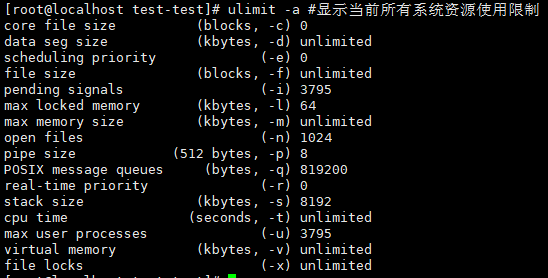 [root@localhost test-test]# ulimit -a #显示当前所有系统资源使用限制
core file size          (blocks, -c) 0
data seg size           (kbytes, -d) unlimited
scheduling priority             (-e) 0
file size               (blocks, -f) unlimited
pending signals                 (-i) 3795
max locked memory       (kbytes, -l) 64
max memory size         (kbytes, -m) unlimited
open files                      (-n) 1024
pipe size            (512 bytes, -p) 8
POSIX message queues     (bytes, -q) 819200
real-time priority              (-r) 0
stack size              (kbytes, -s) 8192
cpu time               (seconds, -t) unlimited
max user processes              (-u) 3795
virtual memory          (kbytes, -v) unlimited
file locks                      (-x) unlimited
[root@localhost test-test]#